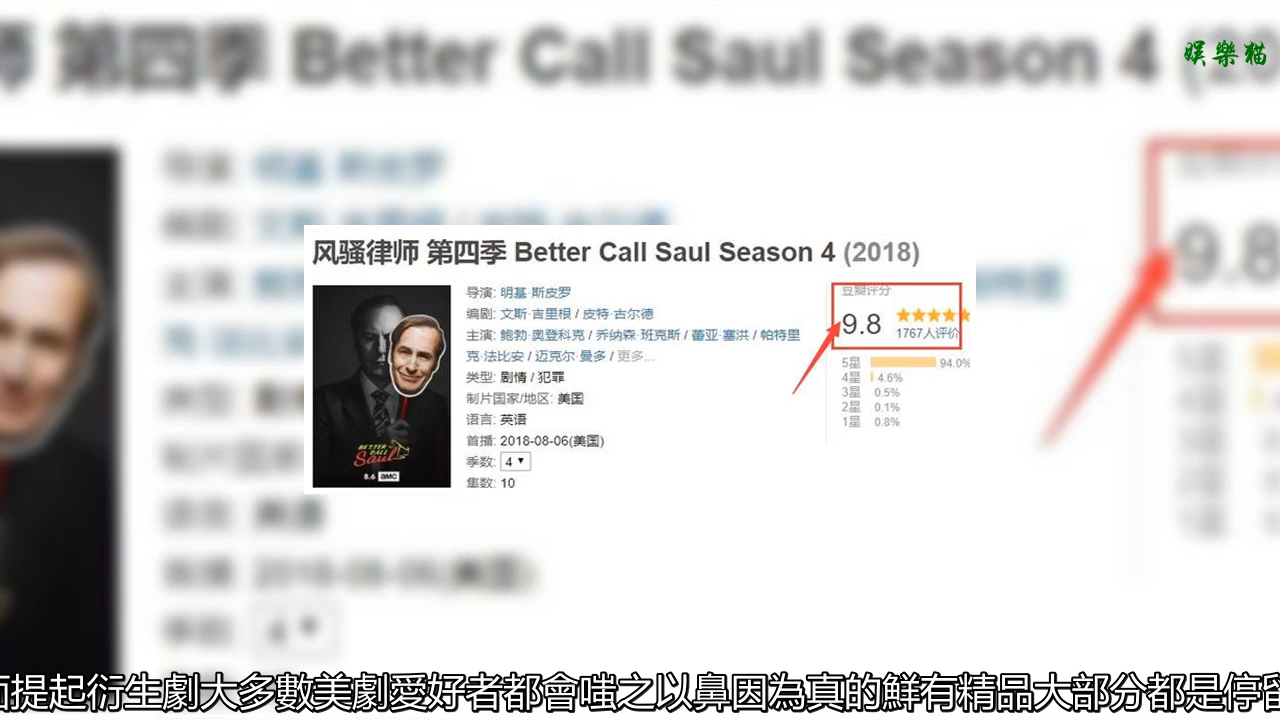 娱樂猫
师 第四季 Better Call Saul Season 4
9.8
风骚律师 第四季 Better Call Saul Season 4 (2018)
导演: 明基·斯皮罗
编剧: 文斯·吉里根 / 皮特·古尔德
主演: 鲍勃·奥登科克 / 乔纳森·班克斯 / 蕾亚·塞洪 / 帕特里
克·法比安 / 迈克尔·曼多 / 更多...
类型: 剧情 / 犯罪
制片国家/地区: 美国
语言: 英语
首播: 2018-08-06(美国)
季数: 4
集数: 10
BETTER CALL Saul
8.6 aMC
豆瓣评分
9.8
1767人评价
5星 94.0%
4星 4.6%
3星 0.5%
2星 0.1%
1星 0.8%
面提起衍生劇大多數美劇愛好者都會嗤之以鼻因為真的鮮有精品大部分都是停留